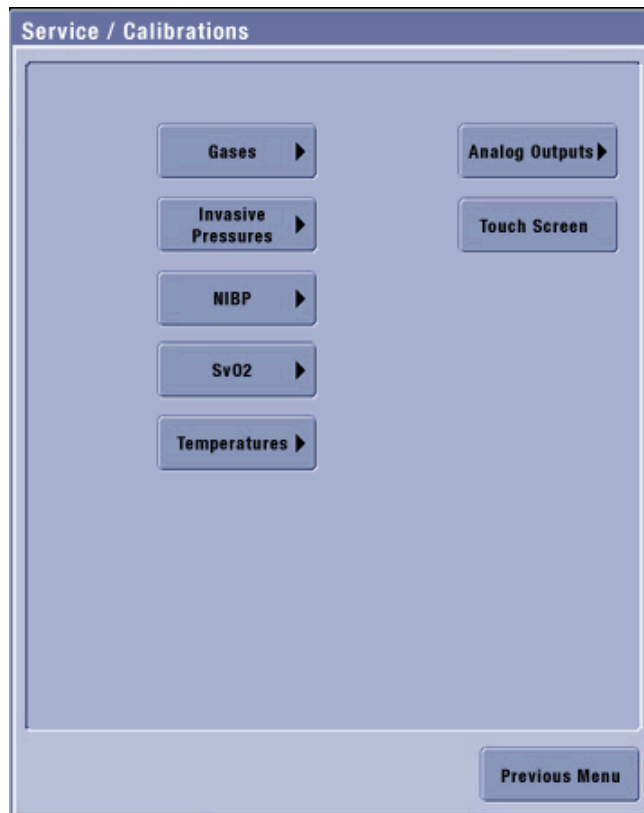 Service / Calibrations
Gases
Analog Outputs
Invasive
Pressures
Touch Screen
NIBP
SvO2
Temperatures
Previous Menu